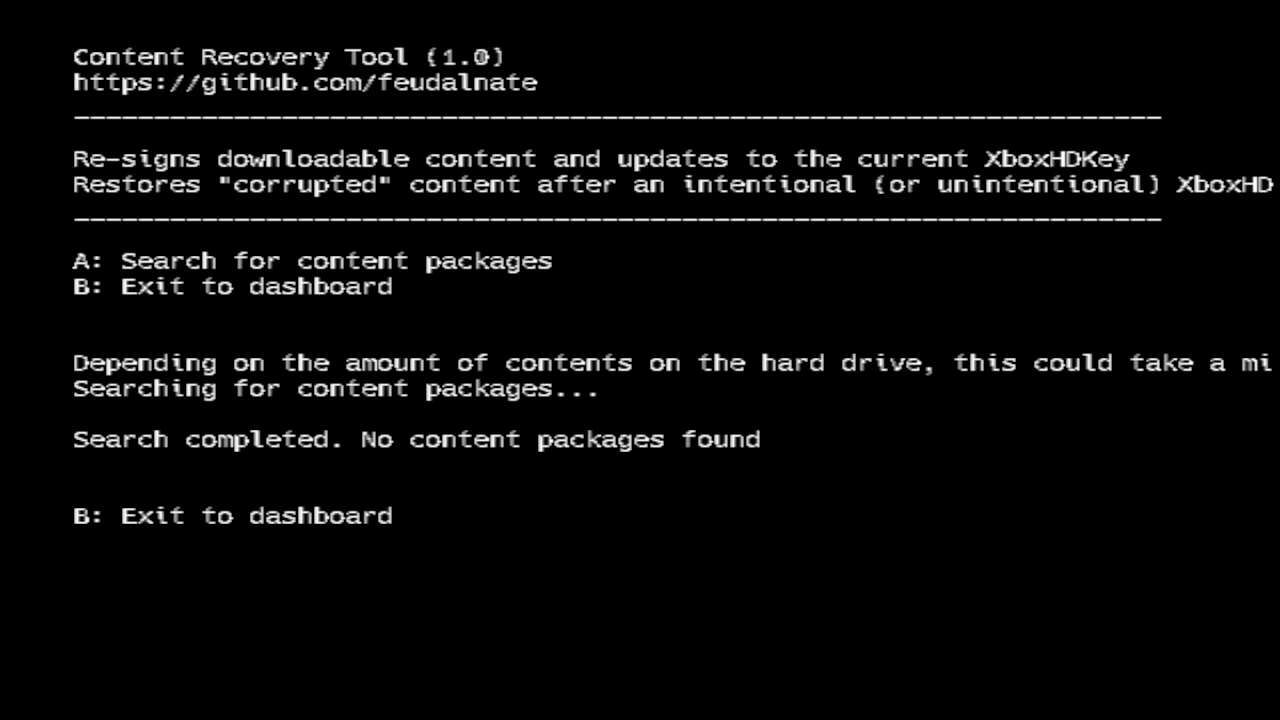 Content Recovery Tool (1.0)
https://github.com/feudalnate
Re-signs downloadable content and updates to the current XboxHDKey
Restores "corrupted" content after an intentional (or unintentional) XboxHD
A: Search for content packages
B: Exit to dashboard
Depending on the amount of contents on the hard drive, this could take a mi
Searching for content packages...
Search completed. No content packages found
B: Exit to dashboard